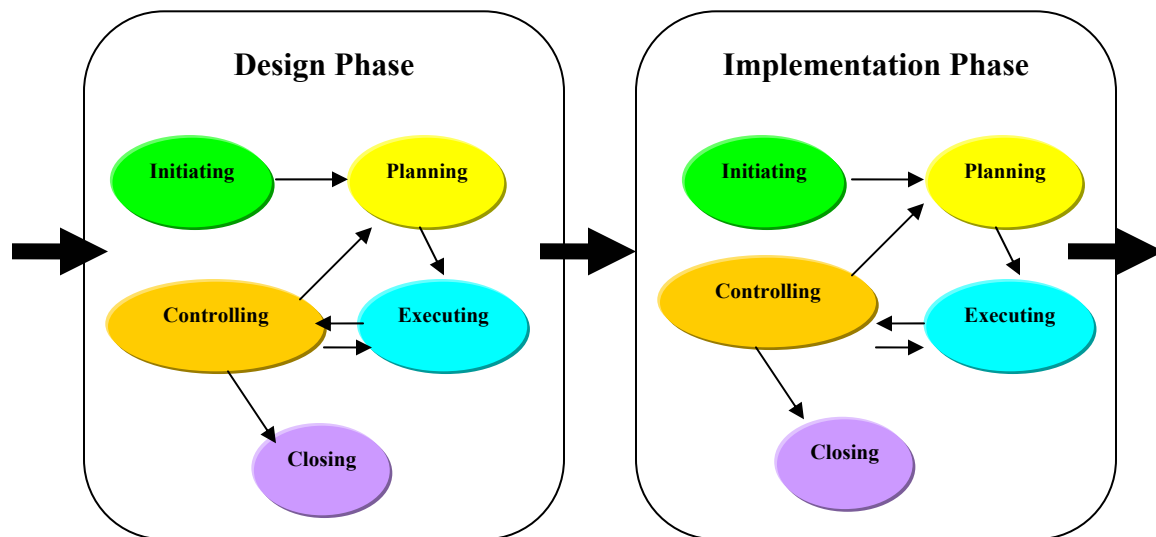 Design Phase
Initiating
Planning
Controlling
Executing
Closing
Implementation Phase
Initiating
Planning
Controlling
Executing
Closing